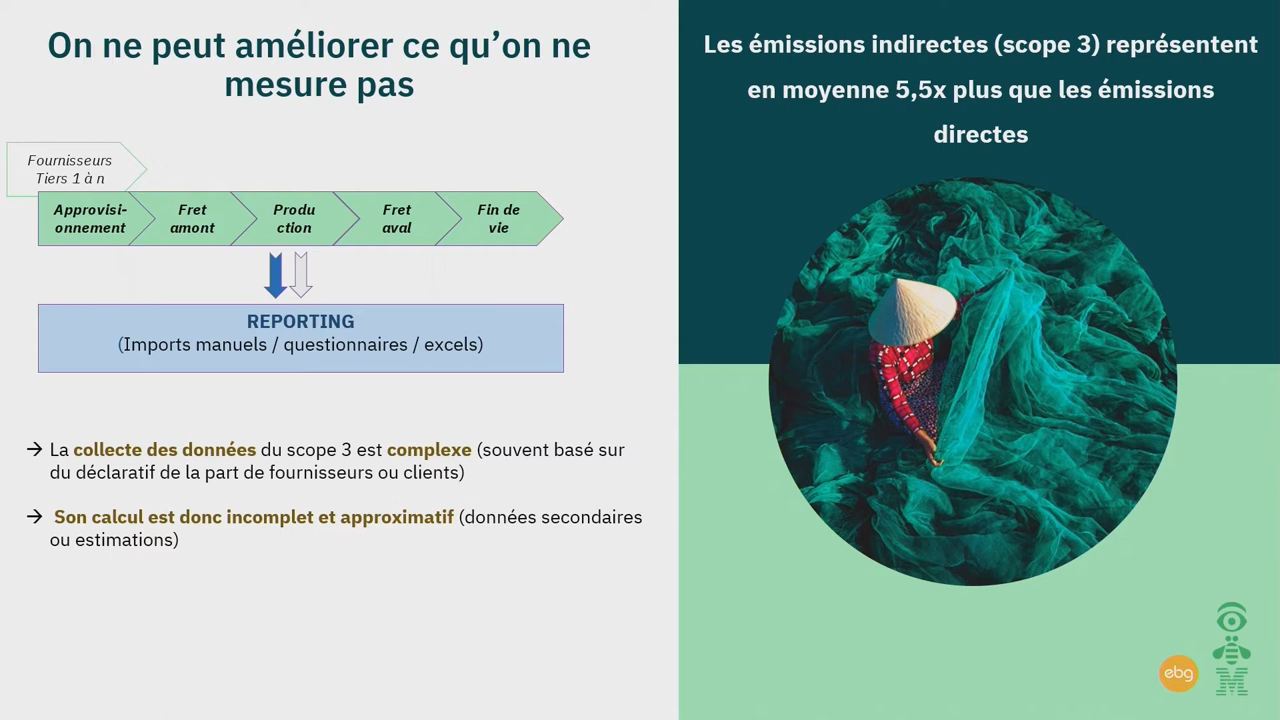 On ne peut améliorer ce qu’on ne
mesure pas
Fournisseurs
Tiers 1 à n
Approvisi-
onnement
Fret
amont
Produ
ction
Fret
aval
Fin de
vie
REPORTING
(Imports manuels / questionnaires / excels)
→ La collecte des données du scope 3 est complexe (souvent basé sur
du déclaratif de la part de fournisseurs ou clients)
→ Son calcul est donc incomplet et approximatif (données secondaires
ou estimations)
Les émissions indirectes (scope 3) représentent
en moyenne 5,5x plus que les émissions
directes
ebg
M